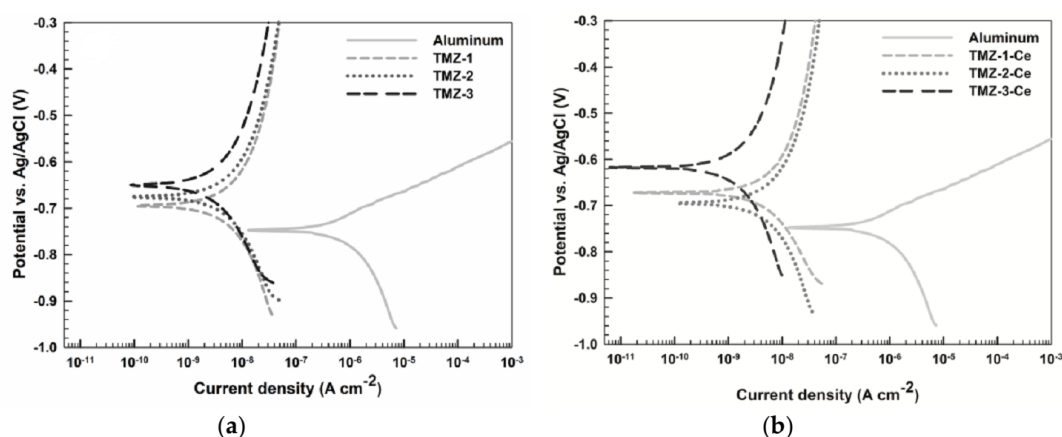 -0.3
-0.4
-0.5
-0.6
-0.7
-0.8
-0.9
-1.0
Potential vs. Ag/AgCl (V)
Aluminum
TMZ-1
TMZ-2
TMZ-3
10⁻¹¹ 10⁻¹⁰ 10⁻⁹ 10⁻⁸ 10⁻⁷ 10⁻⁶ 10⁻⁵ 10⁻⁴ 10⁻³
Current density (A cm⁻²)
(a)
-0.3
-0.4
-0.5
-0.6
-0.7
-0.8
-0.9
-1.0
Potential vs. Ag/AgCl (V)
Aluminum
TMZ-1-Ce
TMZ-2-Ce
TMZ-3-Ce
10⁻¹¹ 10⁻¹⁰ 10⁻⁹ 10⁻⁸ 10⁻⁷ 10⁻⁶ 10⁻⁵ 10⁻⁴ 10⁻³
Current density (A cm⁻²)
(b)